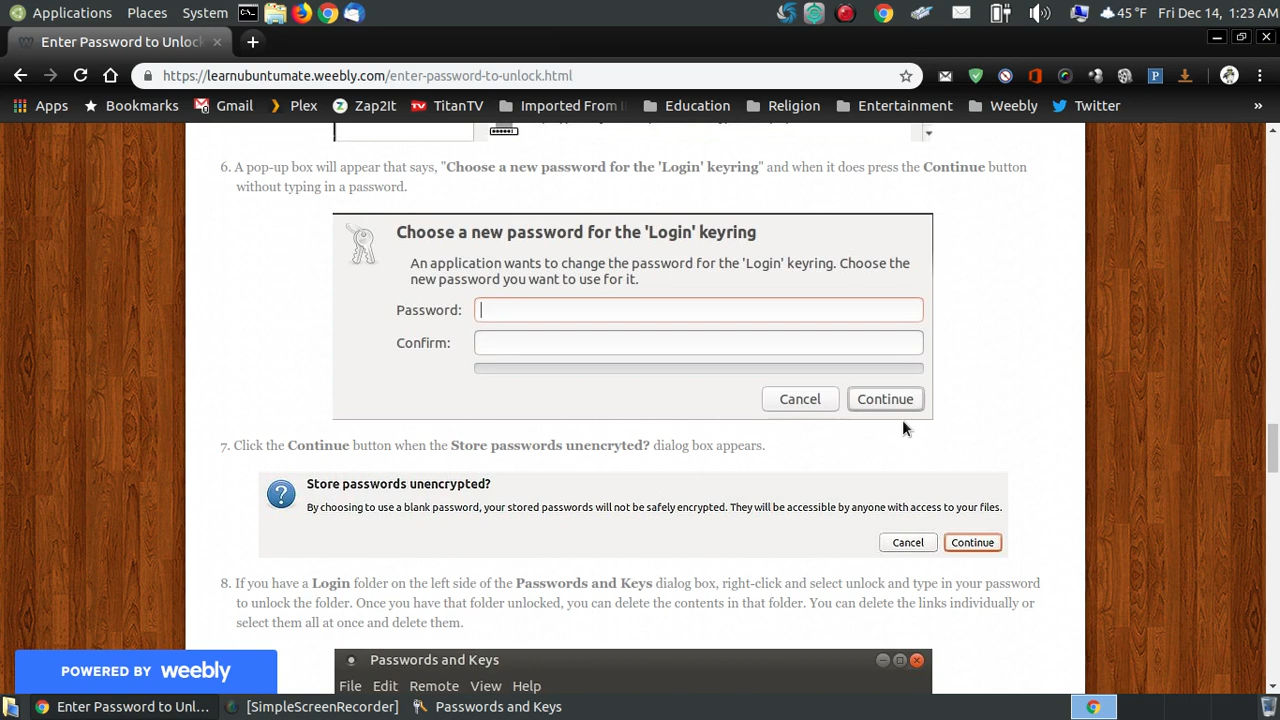 Applications Places System 45 °F Fri Dec 14, 1:23 AM
Enter Password to Unlock
https://learnubuntumate.weebly.com/enter-password-to-unlock.html
Apps Bookmarks Gmail Plex Zap2It TitanTV Imported From Education Religion Entertainment Weebly Twitter »
6. A pop-up box will appear that says, "Choose a new password for the 'Login' keyring" and when it does press the Continue button
without typing in a password.
Choose a new password for the 'Login' keyring
An application wants to change the password for the 'Login' keyring. Choose the
new password you want to use for it.
Password:
Confirm:
Cancel Continue
7. Click the Continue button when the Store passwords unencryted? dialog box appears.
Store passwords unencrypted?
By choosing to use a blank password, your stored passwords will not be safely encrypted. They will be accessible by anyone with access to your files.
Cancel Continue
8. If you have a Login folder on the left side of the Passwords and Keys dialog box, right-click and select unlock and type in your password
to unlock the folder. Once you have that folder unlocked, you can delete the contents in that folder. You can delete the links individually or
select them all at once and delete them.
POWERED BY weebly
Passwords and Keys
File Edit Remote View Help
Enter Password to Unl... [SimpleScreenRecorder] Passwords and Keys